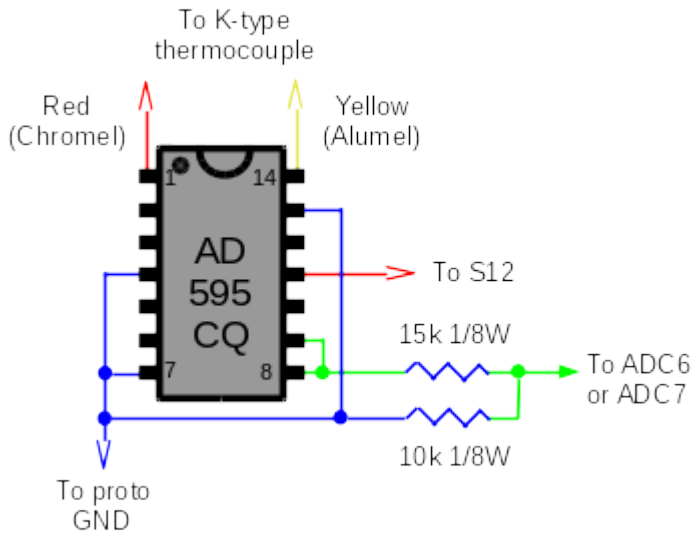 To K-type
thermocouple
Red
(Chromel)
Yellow
(Alumel)
1
14
AD
595
CQ
To S12
15k 1/8W
7
8
To ADC6
or ADC7
10k 1/8W
To proto
GND